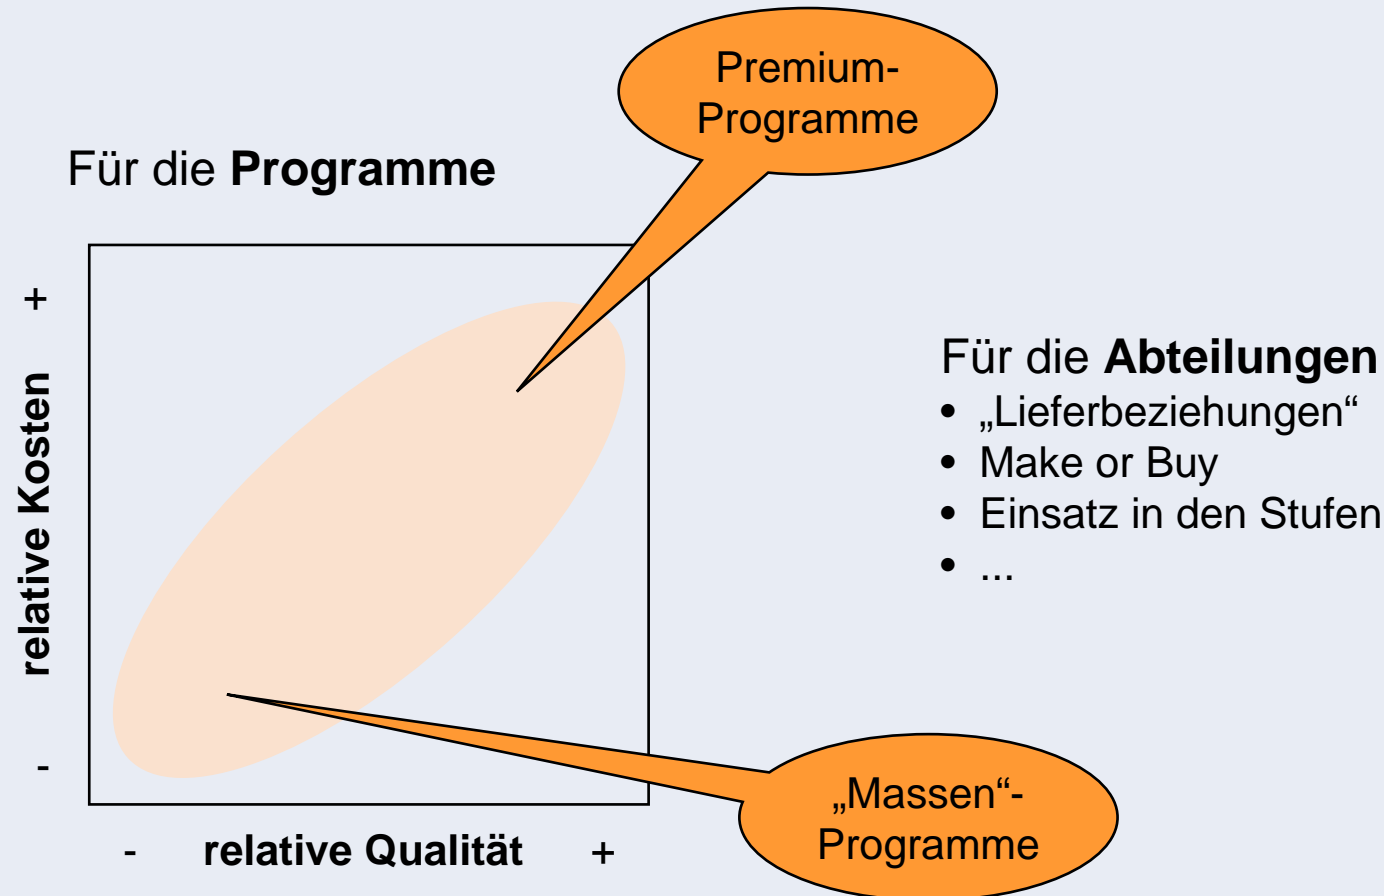 Premium-
Programme
Für die Programme
+
relative Kosten
-
- relative Qualität +
Für die Abteilungen
• „Lieferbeziehungen“
• Make or Buy
• Einsatz in den Stufen
• ...
„Massen“-
Programme